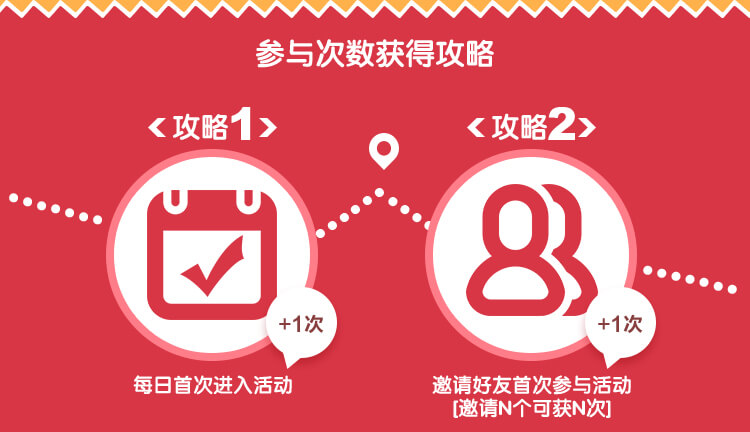 参与次数获得攻略
攻略1
攻略2
+1次
+1次
每日首次进入活动
邀请好友首次参与活动
[邀请N个可获N次]